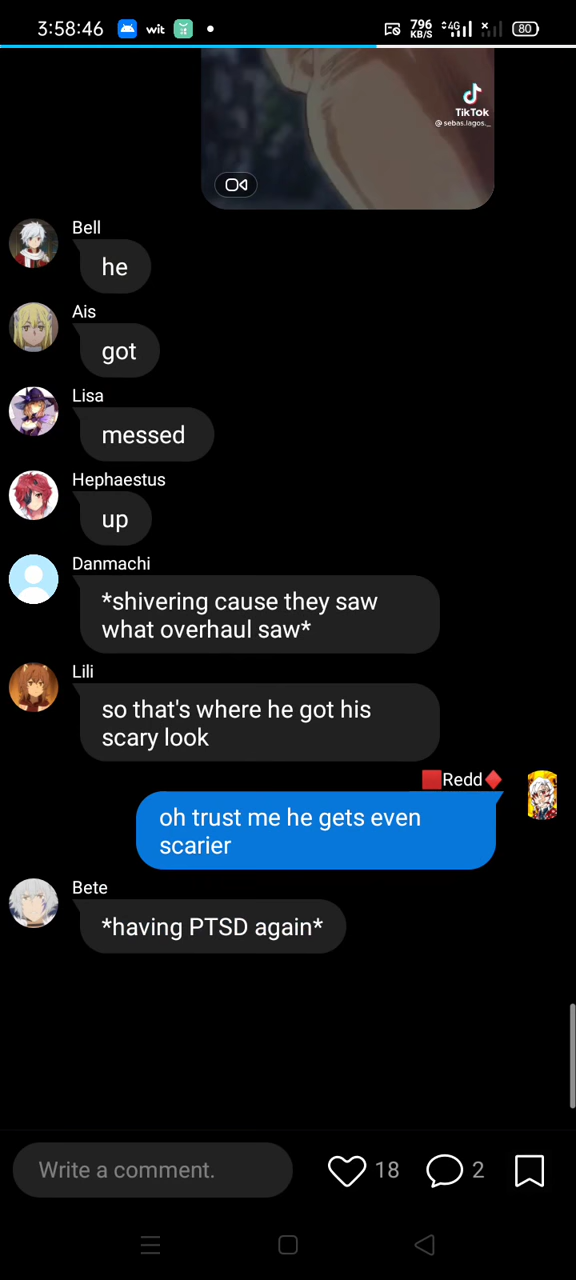 3:58:46 wit 796 KB/S 4G 80
TikTok
@sebas.lagos._
Bell
he
Ais
got
Lisa
messed
Hephaestus
up
Danmachi
*shivering cause they saw
what overhaul saw*
Lili
so that's where he got his
scary look
🟥Redd♦️
oh trust me he gets even
scarier
Bete
*having PTSD again*
Write a comment. 18 2